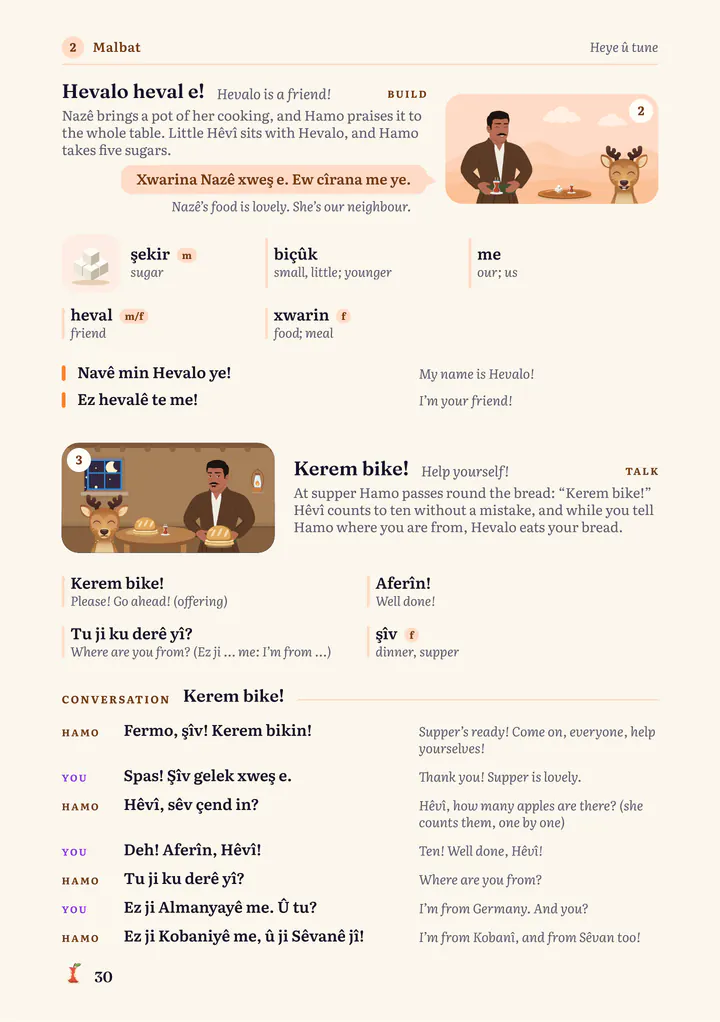 2 Malbat
Heye û tune
Hevalo heval e! Hevalo is a friend! BUILD
Nazê brings a pot of her cooking, and Hamo praises it to
the whole table. Little Hêvî sits with Hevalo, and Hamo
takes five sugars.
Xwarina Nazê xweş e. Ew cîrana me ye.
Nazê’s food is lovely. She’s our neighbour.
2
şekir m
sugar
biçûk
small, little; younger
me
our; us
heval m/f
friend
xwarin f
food; meal
Navê min Hevalo ye! My name is Hevalo!
Ez hevalê te me! I’m your friend!
3
Kerem bike! Help yourself! TALK
At supper Hamo passes round the bread: “Kerem bike!”
Hêvî counts to ten without a mistake, and while you tell
Hamo where you are from, Hevalo eats your bread.
Kerem bike!
Please! Go ahead! (offering)
Aferîn!
Well done!
Tu ji ku derê yî?
Where are you from? (Ez ji … me: I’m from …)
şîv f
dinner, supper
CONVERSATION Kerem bike!
HAMO Fermo, şîv! Kerem bikin! Supper’s ready! Come on, everyone, help
yourselves!
YOU Spas! Şîv gelek xweş e. Thank you! Supper is lovely.
HAMO Hêvî, sêv çend in? Hêvî, how many apples are there? (she
counts them, one by one)
YOU Deh! Aferîn, Hêvî! Ten! Well done, Hêvî!
HAMO Tu ji ku derê yî? Where are you from?
YOU Ez ji Almanyayê me. Û tu? I’m from Germany. And you?
HAMO Ez ji Kobaniyê me, û ji Sêvanê jî! I’m from Kobanî, and from Sêvan too!
30